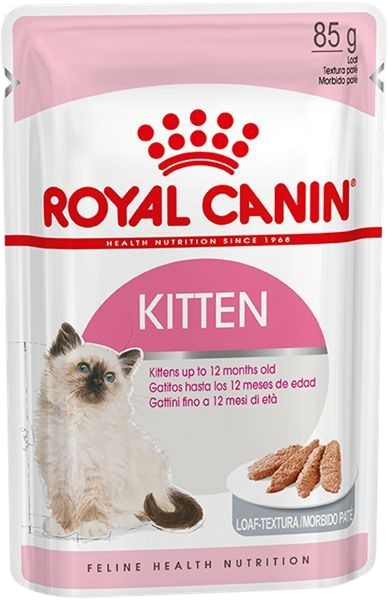 85 g
Loaf
Textura paté
Morbido paté
ROYAL CANIN
HEALTH NUTRITION SINCE 1968
KITTEN
Kittens up to 12 months old
Gatitos hasta los 12 meses de edad
Gattini fino a 12 mesi di età
LOAF-TEXTURA/MORBIDO PATÉ
FELINE HEALTH NUTRITION